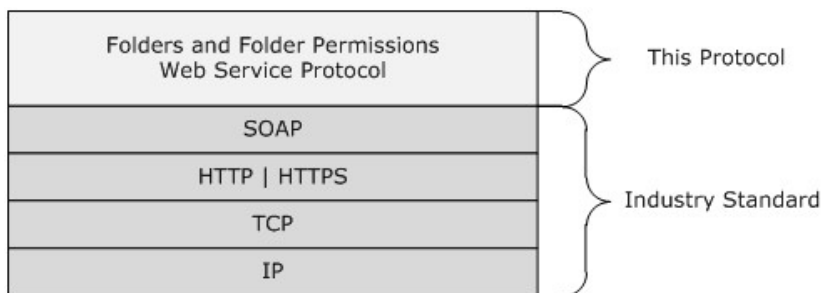 Folders and Folder Permissions
Web Service Protocol
This Protocol
SOAP
HTTP | HTTPS
TCP
IP
Industry Standard